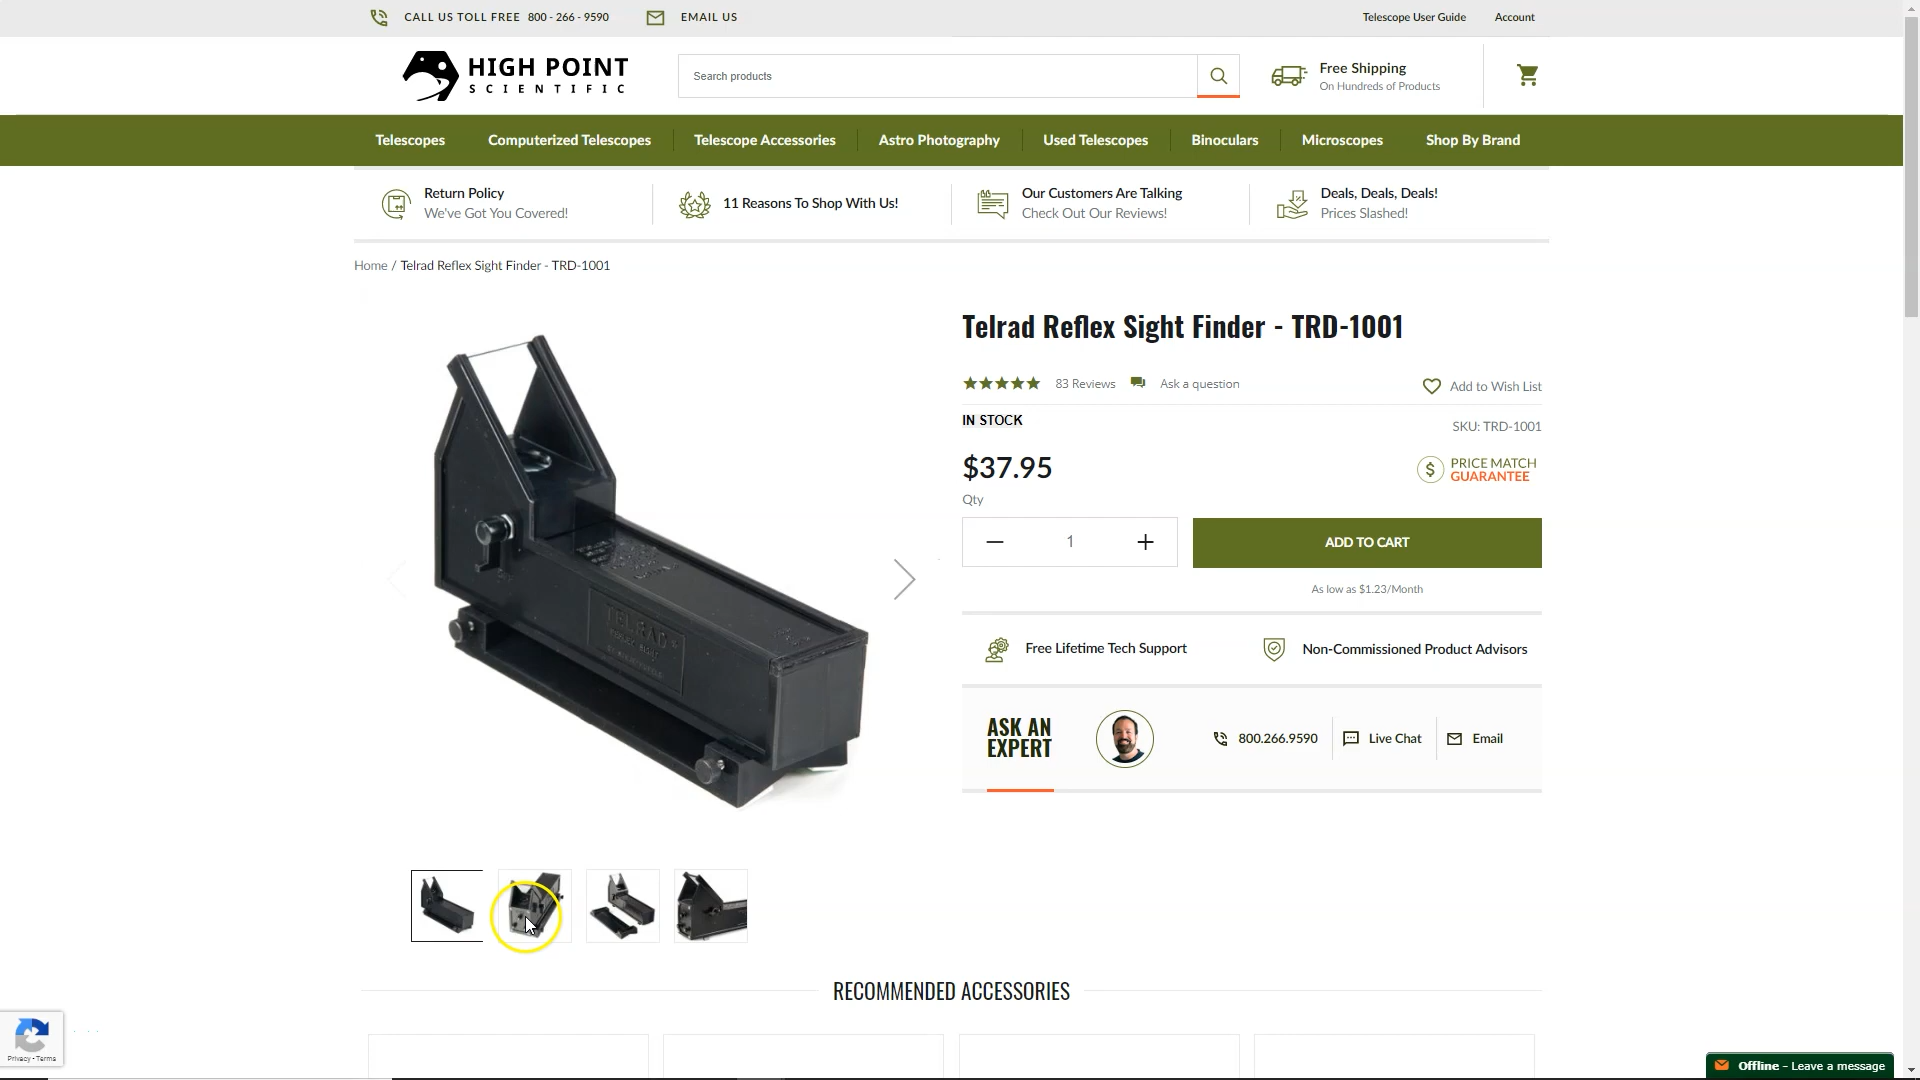 CALL US TOLL FREE 800 - 266 - 9590
EMAIL US
Telescope User Guide
Account
HIGH POINT
SCIENTIFIC
Search products
Free Shipping
On Hundreds of Products
Telescopes
Computerized Telescopes
Telescope Accessories
Astro Photography
Used Telescopes
Binoculars
Microscopes
Shop By Brand
Return Policy
We've Got You Covered!
11 Reasons To Shop With Us!
Our Customers Are Talking
Check Out Our Reviews!
Deals, Deals, Deals!
Prices Slashed!
Home / Telrad Reflex Sight Finder - TRD-1001
Telrad Reflex Sight Finder - TRD-1001
83 Reviews
Ask a question
Add to Wish List
IN STOCK
SKU: TRD-1001
$37.95
PRICE MATCH
GUARANTEE
Qty
1
ADD TO CART
As low as $1.23/Month
TELRAD
Free Lifetime Tech Support
Non-Commissioned Product Advisors
ASK AN
EXPERT
800.266.9590
Live Chat
Email
RECOMMENDED ACCESSORIES
Privacy - Terms
Offline - Leave a message